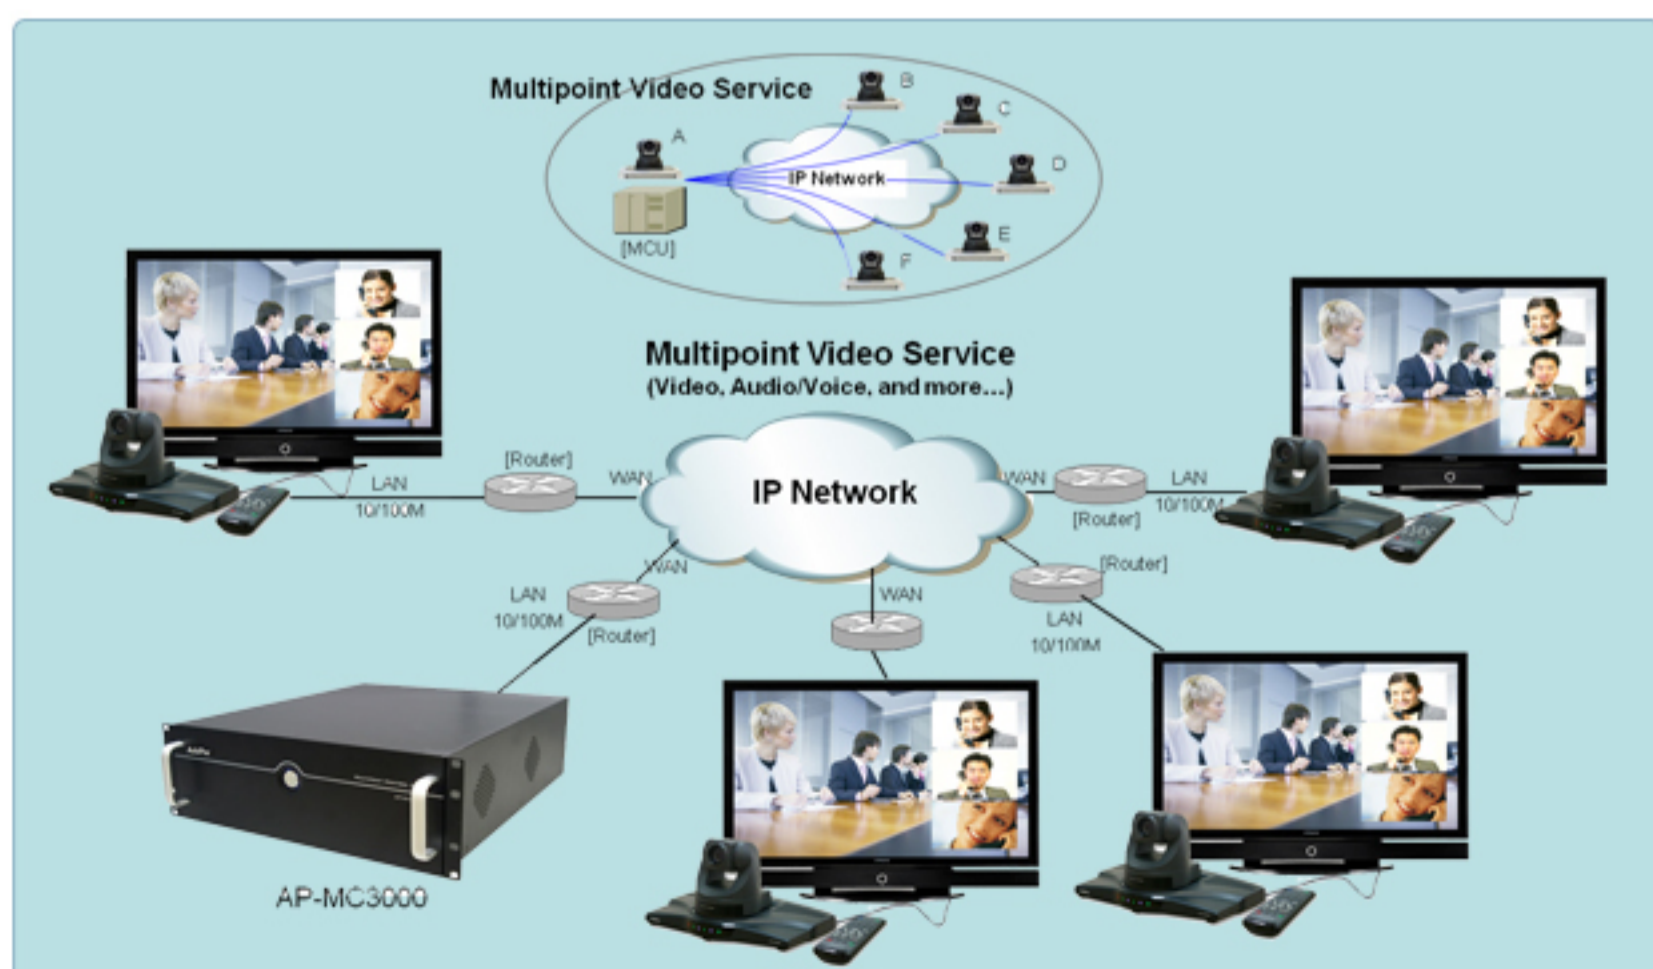 Multipoint Video Service
B
C
A
D
IP Network
E
[MCU]
F
Multipoint Video Service
(Video, Audio/Voice, and more...)
[Router]
WAN
LAN
10/100M
IP Network
WAN
LAN
10/100M
[Router]
WAN
[Router]
LAN
10/100M
[Router]
WAN
LAN
10/100M
AP-MC3000